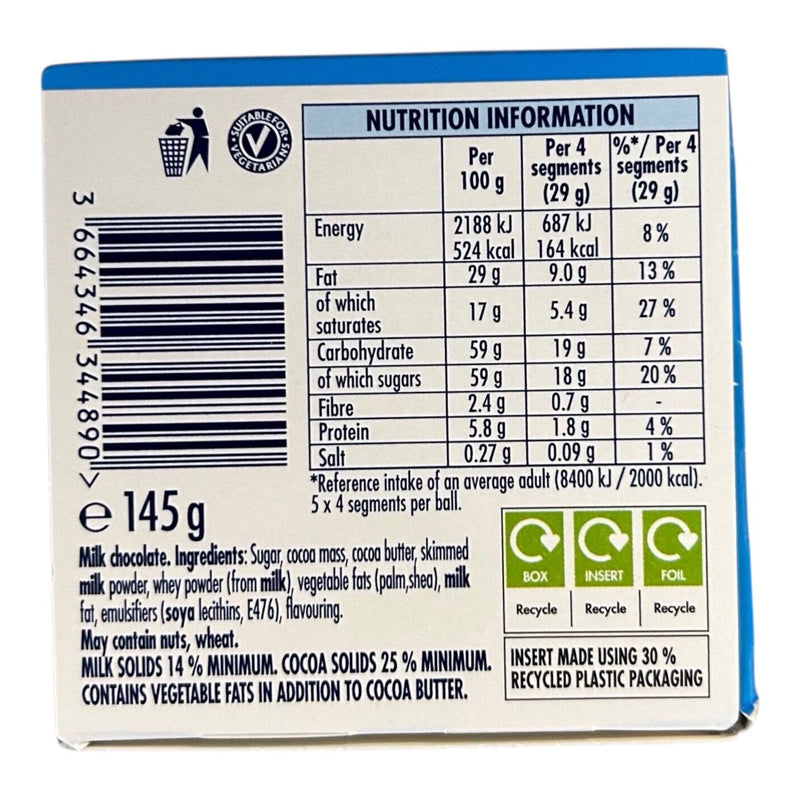 SUITABLE FOR VEGETARIANS
3 664346 344890 >
NUTRITION INFORMATION
Per 100 g
Per 4 segments (29 g)
%*/ Per 4 segments (29 g)
Energy 2188 kJ 687 kJ 8 %
524 kcal 164 kcal
Fat 29 g 9.0 g 13 %
of which saturates 17 g 5.4 g 27 %
Carbohydrate 59 g 19 g 7 %
of which sugars 59 g 18 g 20 %
Fibre 2.4 g 0.7 g -
Protein 5.8 g 1.8 g 4 %
Salt 0.27 g 0.09 g 1 %
*Reference intake of an average adult (8400 kJ / 2000 kcal).
5 x 4 segments per ball.
e 145 g
Milk chocolate. Ingredients: Sugar, cocoa mass, cocoa butter, skimmed
milk powder, whey powder (from milk), vegetable fats (palm,shea), milk
fat, emulsifiers (soya lecithins, E476), flavouring.
May contain nuts, wheat.
MILK SOLIDS 14 % MINIMUM. COCOA SOLIDS 25 % MINIMUM.
CONTAINS VEGETABLE FATS IN ADDITION TO COCOA BUTTER.
BOX INSERT FOIL
Recycle Recycle Recycle
INSERT MADE USING 30 %
RECYCLED PLASTIC PACKAGING